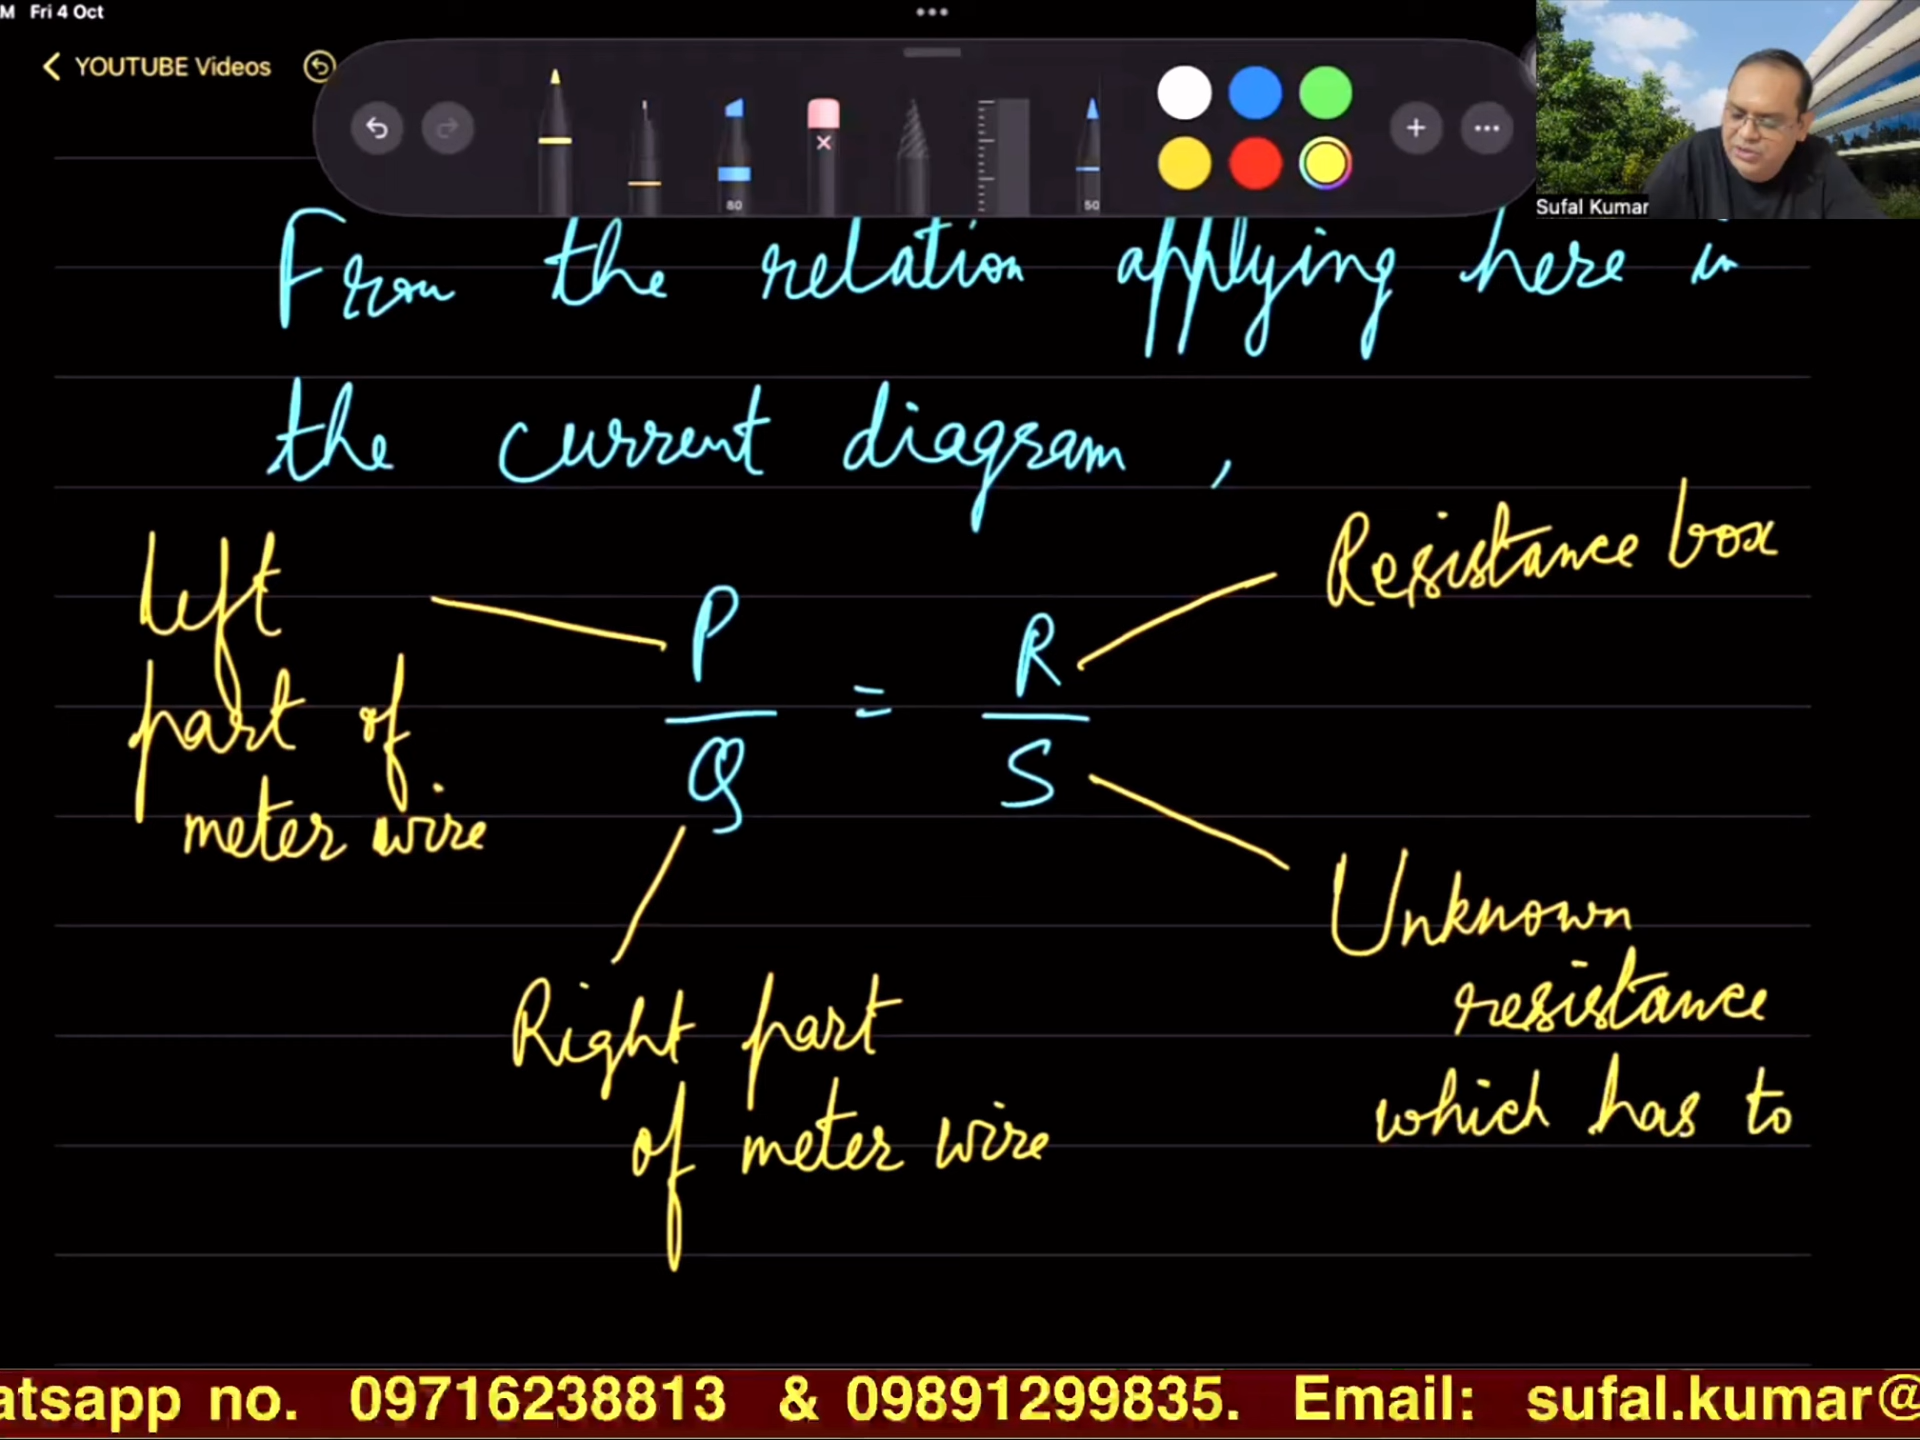 M Fri 4 Oct
YOUTUBE Videos
80
50
Sufal Kumar
From the relation applying here in
the current diagram,
Left
part of
meter wire
P
Q
=
R
S
Resistance box
Right part
of meter wire
Unknown
resistance
which has to
atsapp no. 09716238813 & 09891299835. Email: sufal.kumar@